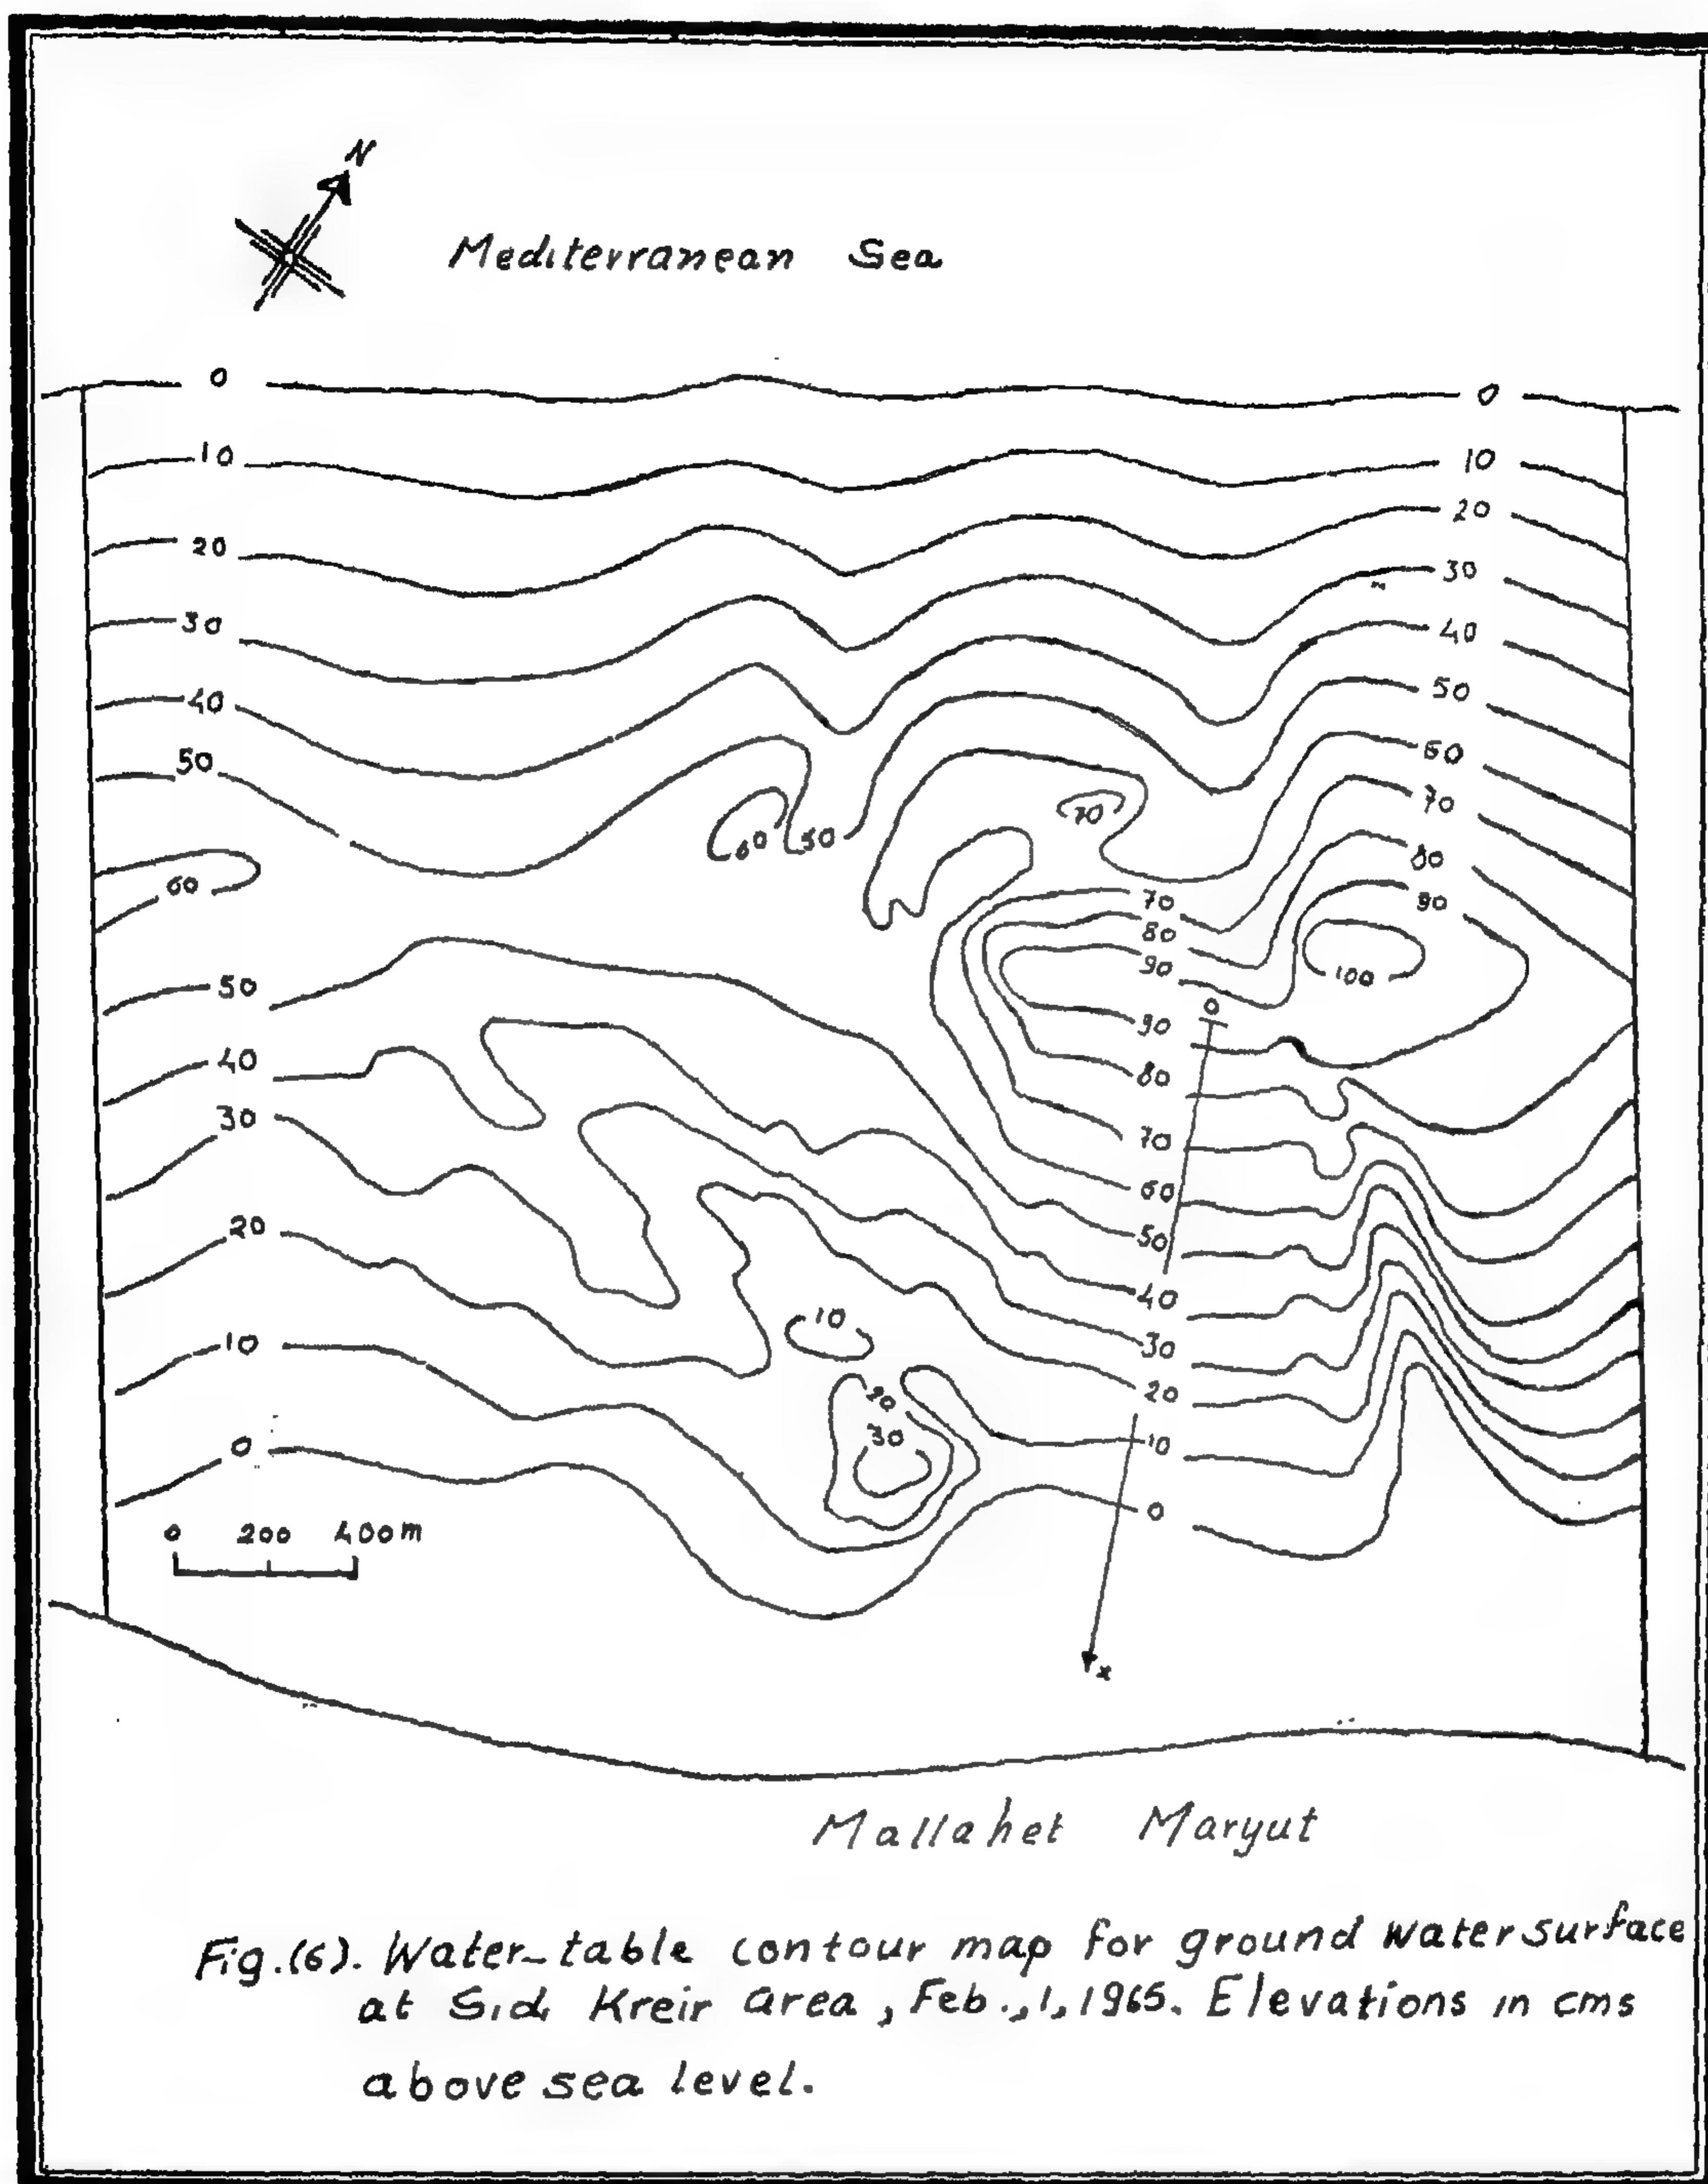 N
Mediterranean Sea
0 0
10 10
20 20
30 30
40 40
50 50
60
70
60 50 70
80
60
70 90
80
90 100
50 0
90
40 80
30 70
60
20 50
40
10 10 30
20 20
30 10
0
0
0 200 400m
x
Mallahet Maryut
Fig.(6). Water-table contour map for ground water surface
at Sidi Kreir area, Feb., 1, 1965. Elevations in cms
above sea level.